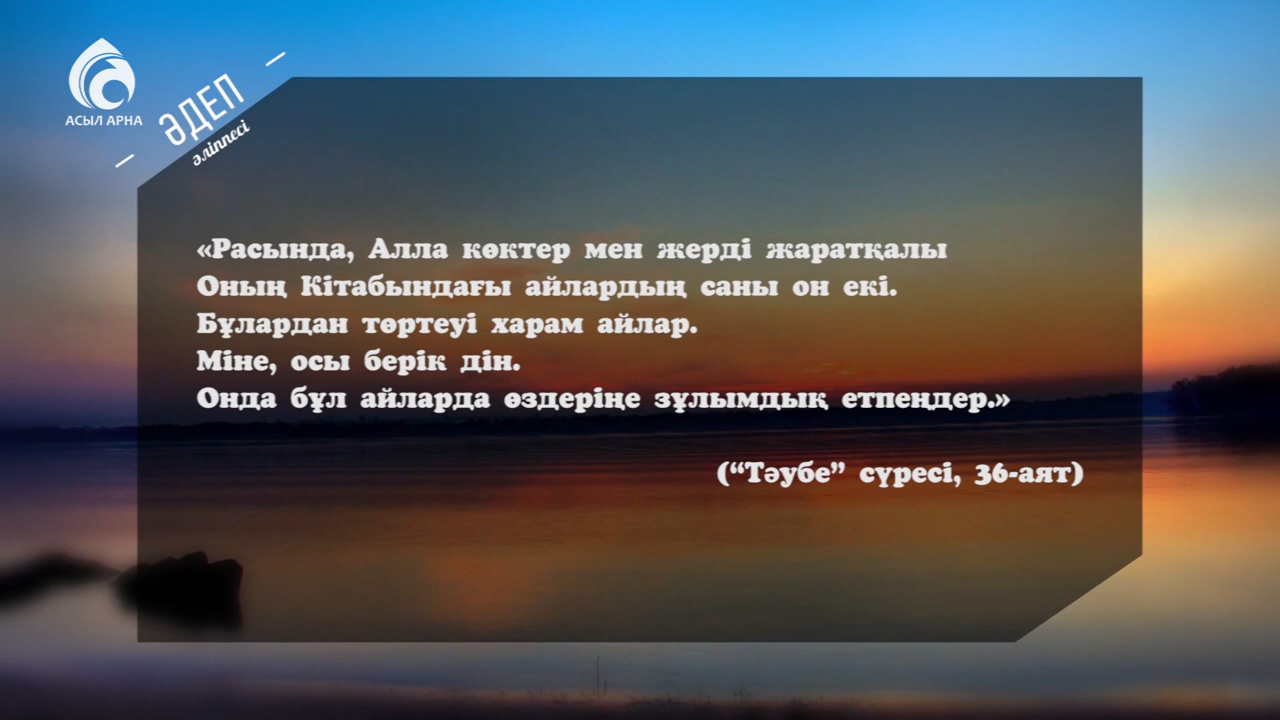 АСЫЛ АРНА
ӘДЕП
әліппесі
«Расында, Алла көктер мен жерді жаратқалы
Оның Кітабындағы айлардың саны он екі.
Бұлардан төртеуі харам айлар.
Міне, осы берік дін.
Онда бұл айларда өздеріңе зұлымдық етпеңдер.»
(“Тәубе” сүресі, 36-аят)